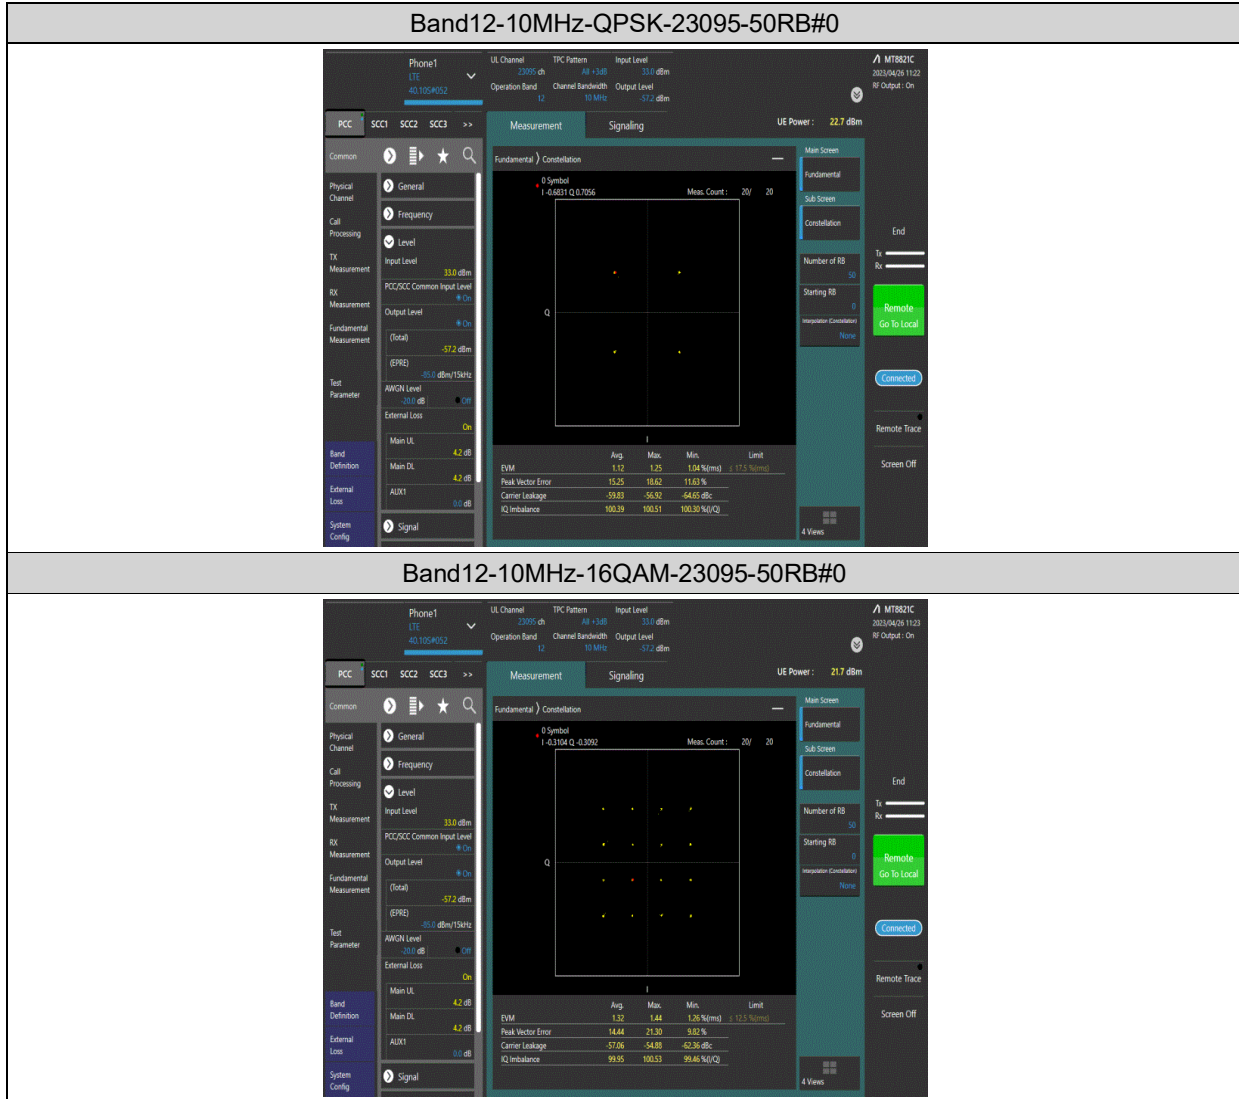 Band12-10MHz-QPSK-23095-50RB#0
Phone1
LTE
40.10S#052
UL Channel TPC Pattern Input Level
23095 ch All +3dB 33.0 dBm
Operation Band Channel Bandwidth Output Level
12 10 MHz -57.2 dBm
MT8821C
2023/04/26 11:22
RF Output : On
PCC SCC1 SCC2 SCC3 >>
Measurement Signaling
UE Power : 22.7 dBm
Common
Physical Channel
Call Processing
TX Measurement
RX Measurement
Fundamental Measurement
Test Parameter
Band Definition
External Loss
System Config
General
Frequency
Level
Input Level
33.0 dBm
PCC/SCC Common Input Level
On
Output Level
On
(Total)
-57.2 dBm
(EPRE)
-85.0 dBm/15kHz
AWGN Level
-20.0 dB Off
External Loss
On
Main UL
4.2 dB
Main DL
4.2 dB
AUX1
0.0 dB
Signal
Fundamental Constellation
0 Symbol
I -0.6831 Q 0.7056 Meas. Count : 20/ 20
Q
I
Avg. Max. Min. Limit
EVM 1.12 1.25 1.04 %(rms) ≤ 17.5 %(rms)
Peak Vector Error 15.25 18.62 11.63 %
Carrier Leakage -59.83 -56.92 -64.65 dBc
IQ Imbalance 100.39 100.51 100.30 %(I/Q)
Main Screen
Fundamental
Sub Screen
Constellation
Number of RB
50
Starting RB
0
Interpolation (Constellation)
None
4 Views
End
Tx
Rx
Remote
Go To Local
Connected
Remote Trace
Screen Off
Band12-10MHz-16QAM-23095-50RB#0
Phone1
LTE
40.10S#052
UL Channel TPC Pattern Input Level
23095 ch All +3dB 33.0 dBm
Operation Band Channel Bandwidth Output Level
12 10 MHz -57.2 dBm
MT8821C
2023/04/26 11:23
RF Output : On
PCC SCC1 SCC2 SCC3 >>
Measurement Signaling
UE Power : 21.7 dBm
Common
Physical Channel
Call Processing
TX Measurement
RX Measurement
Fundamental Measurement
Test Parameter
Band Definition
External Loss
System Config
General
Frequency
Level
Input Level
33.0 dBm
PCC/SCC Common Input Level
On
Output Level
On
(Total)
-57.2 dBm
(EPRE)
-85.0 dBm/15kHz
AWGN Level
-20.0 dB Off
External Loss
On
Main UL
4.2 dB
Main DL
4.2 dB
AUX1
0.0 dB
Signal
Fundamental Constellation
0 Symbol
I -0.3104 Q -0.3092 Meas. Count : 20/ 20
Q
I
Avg. Max. Min. Limit
EVM 1.32 1.44 1.26 %(rms) ≤ 12.5 %(rms)
Peak Vector Error 14.44 21.30 9.82 %
Carrier Leakage -57.06 -54.88 -62.36 dBc
IQ Imbalance 99.95 100.53 99.46 %(I/Q)
Main Screen
Fundamental
Sub Screen
Constellation
Number of RB
50
Starting RB
0
Interpolation (Constellation)
None
4 Views
End
Tx
Rx
Remote
Go To Local
Connected
Remote Trace
Screen Off